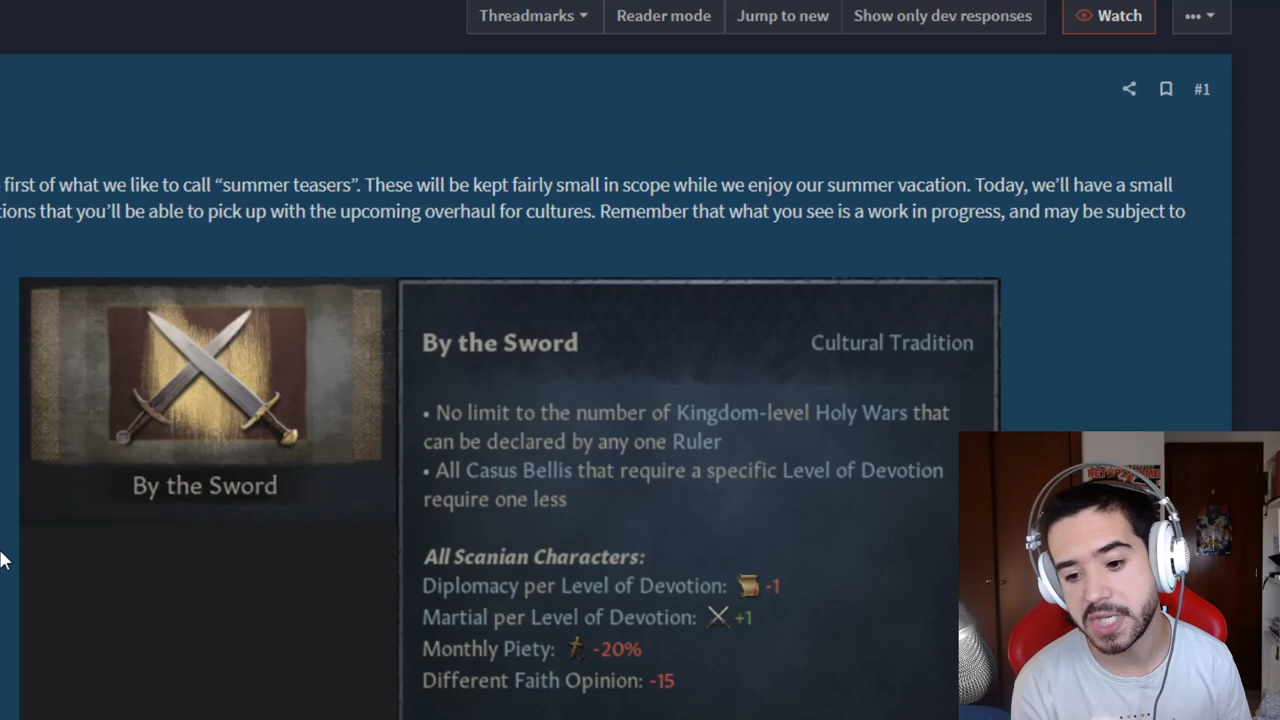 Threadmarks Reader mode Jump to new Show only dev responses Watch
#1
first of what we like to call “summer teasers”. These will be kept fairly small in scope while we enjoy our summer vacation. Today, we’ll have a small
tions that you’ll be able to pick up with the upcoming overhaul for cultures. Remember that what you see is a work in progress, and may be subject to
By the Sword
By the Sword Cultural Tradition
• No limit to the number of Kingdom-level Holy Wars that
can be declared by any one Ruler
• All Casus Bellis that require a specific Level of Devotion
require one less
All Scanian Characters:
Diplomacy per Level of Devotion: -1
Martial per Level of Devotion: +1
Monthly Piety: -20%
Different Faith Opinion: -15